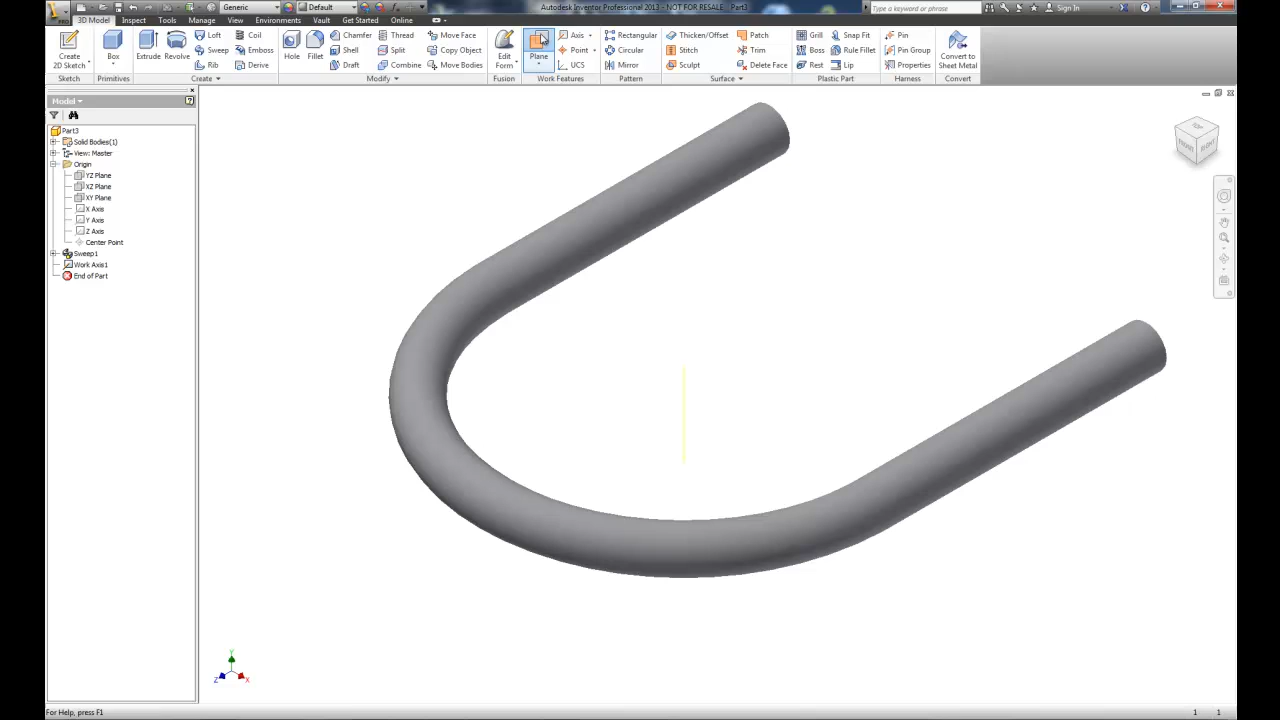 Generic
Default
Autodesk Inventor Professional 2013 - NOT FOR RESALE - Part3
Type a keyword or phrase
Sign In
PRO
3D Model
Inspect
Tools
Manage
View
Environments
Vault
Get Started
Online
Create
2D Sketch
Box
Extrude
Revolve
Loft
Sweep
Rib
Coil
Emboss
Derive
Hole
Fillet
Chamfer
Shell
Draft
Thread
Split
Combine
Move Face
Copy Object
Move Bodies
Edit
Form
Plane
Axis
Point
UCS
Rectangular
Circular
Mirror
Thicken/Offset
Stitch
Sculpt
Patch
Trim
Delete Face
Grill
Boss
Rest
Snap Fit
Rule Fillet
Lip
Pin
Pin Group
Properties
Convert to
Sheet Metal
Sketch
Primitives
Create
Modify
Fusion
Work Features
Pattern
Surface
Plastic Part
Harness
Convert
Model
Part3
Solid Bodies(1)
View: Master
Origin
YZ Plane
XZ Plane
XY Plane
X Axis
Y Axis
Z Axis
Center Point
Sweep1
Work Axis1
End of Part
TOP
FRONT
RIGHT
Y
Z
X
For Help, press F1
1
1